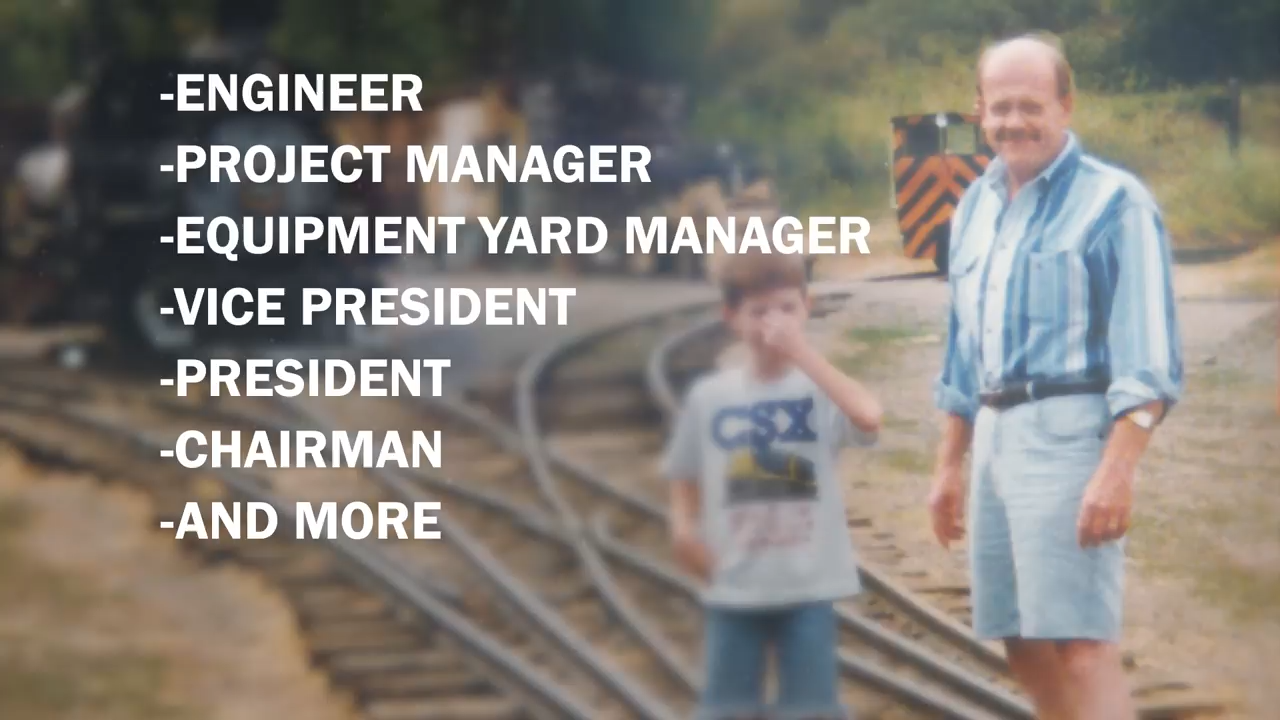 -ENGINEER
-PROJECT MANAGER
-EQUIPMENT YARD MANAGER
-VICE PRESIDENT
-PRESIDENT
-CHAIRMAN
-AND MORE
CSX